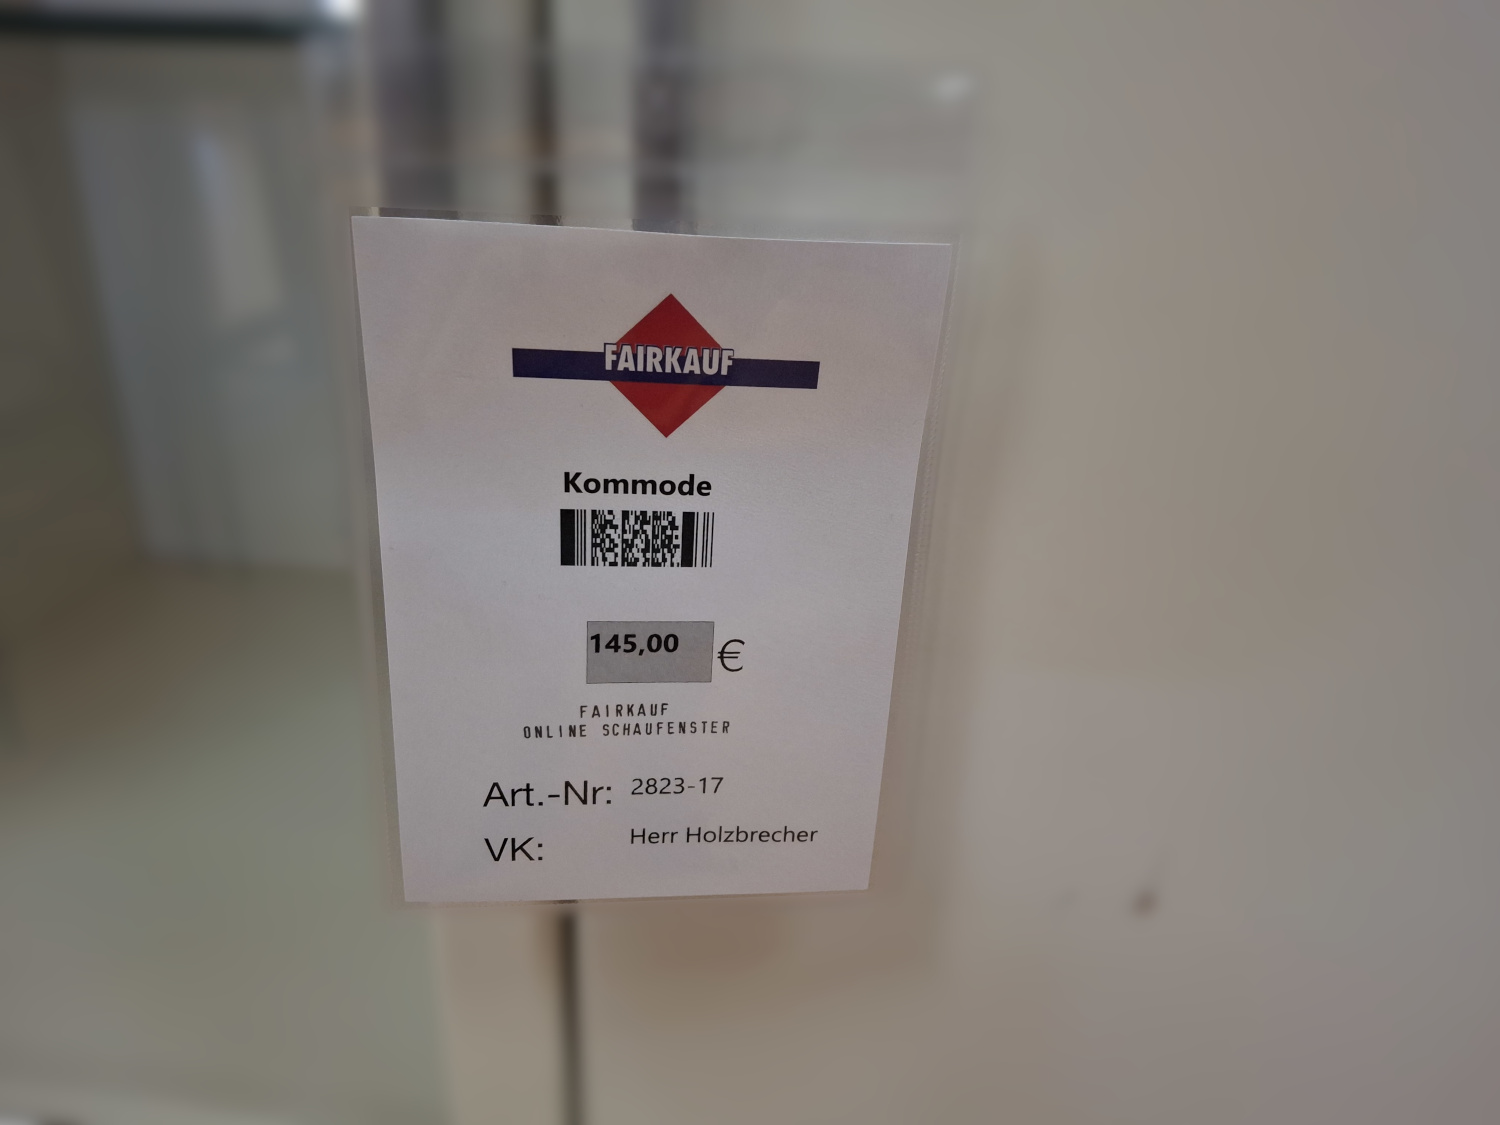 FAIRKAUF
Kommode
145,00 €
FAIRKAUF
ONLINE SCHAUFENSTER
Art.-Nr: 2823-17
VK: Herr Holzbrecher